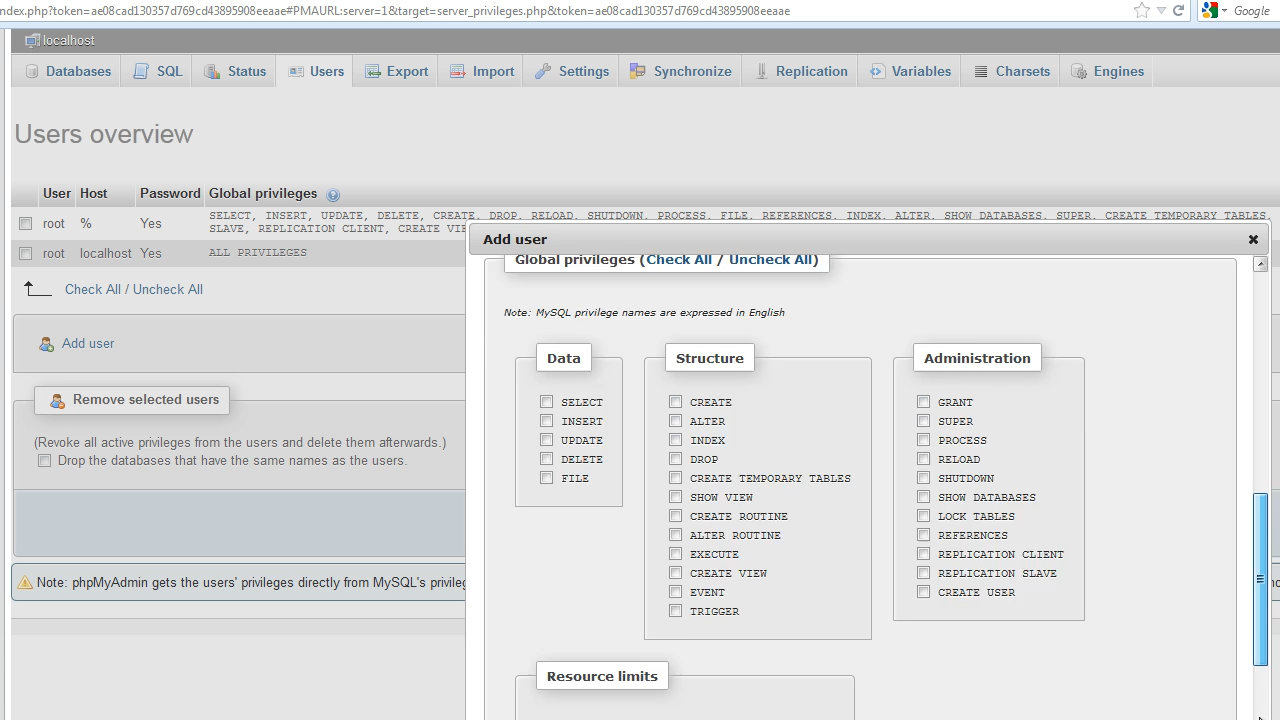 ndex.php?token=ae08cad130357d769cd43895908eeaae#PMAURL:server=1&target=server_privileges.php&token=ae08cad130357d769cd43895908eeaae
Google
localhost
Databases SQL Status Users Export Import Settings Synchronize Replication Variables Charsets Engines
Users overview
User Host Password Global privileges
root % Yes SELECT, INSERT, UPDATE, DELETE, CREATE, DROP, RELOAD, SHUTDOWN, PROCESS, FILE, REFERENCES, INDEX, ALTER, SHOW DATABASES, SUPER, CREATE TEMPORARY TABLES,
SLAVE, REPLICATION CLIENT, CREATE
root localhost Yes ALL PRIVILEGES
Check All / Uncheck All
Add user
Remove selected users
(Revoke all active privileges from the users and delete them afterwards.)
Drop the databases that have the same names as the users.
Note: phpMyAdmin gets the users' privileges directly from MySQL's
Add user
Global privileges (Check All / Uncheck All)
Note: MySQL privilege names are expressed in English
Data
SELECT
INSERT
UPDATE
DELETE
FILE
Structure
CREATE
ALTER
INDEX
DROP
CREATE TEMPORARY TABLES
SHOW VIEW
CREATE ROUTINE
ALTER ROUTINE
EXECUTE
CREATE VIEW
EVENT
TRIGGER
Administration
GRANT
SUPER
PROCESS
RELOAD
SHUTDOWN
SHOW DATABASES
LOCK TABLES
REFERENCES
REPLICATION CLIENT
REPLICATION SLAVE
CREATE USER
Resource limits